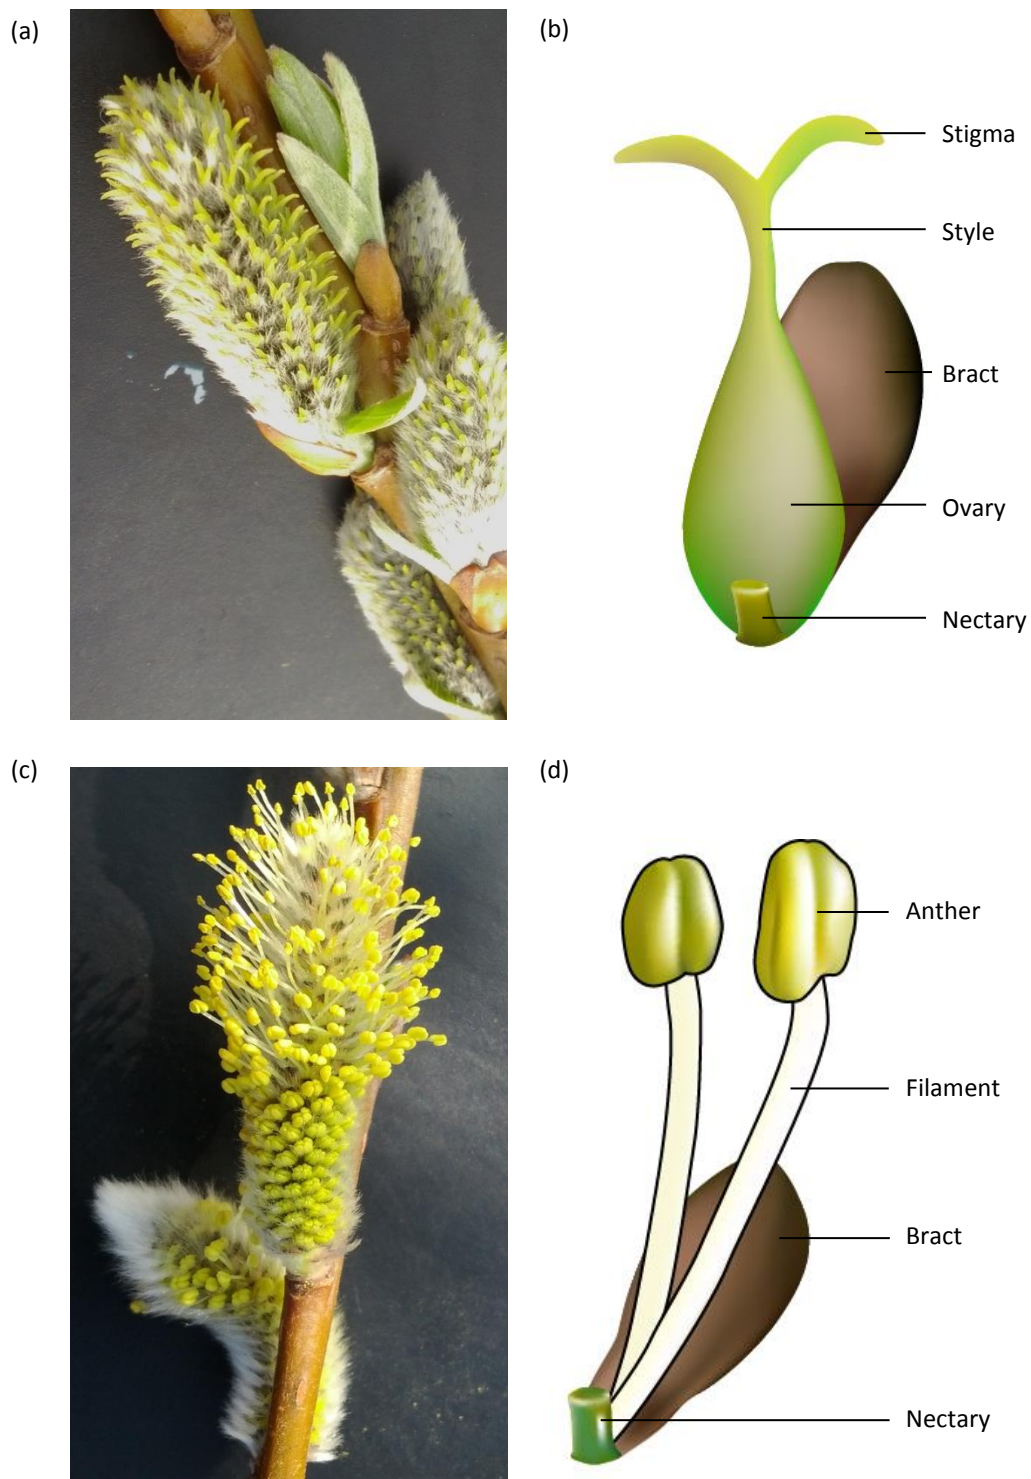 (a)
(b)
Stigma
Style
Bract
Ovary
Nectary
(c)
(d)
Anther
Filament
Bract
Nectary